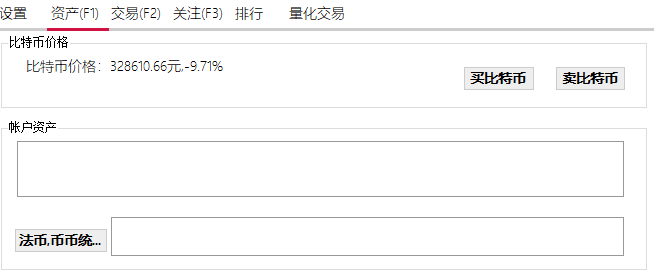 设置 资产(F1) 交易(F2) 关注(F3) 排行 量化交易
比特币价格
比特币价格：328610.66元,-9.71%
买比特币 卖比特币
帐户资产
法币,币币统...